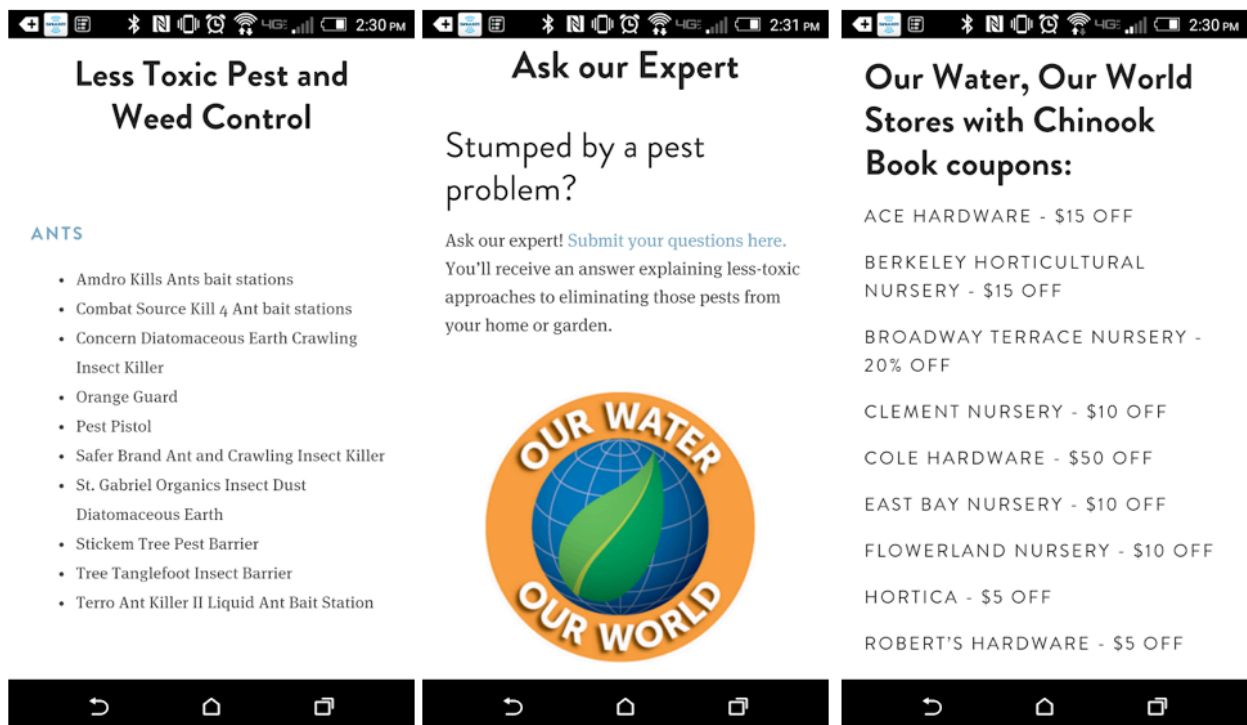 4GE 2:30 PM
Less Toxic Pest and
Weed Control
ANTS
• Amdro Kills Ants bait stations
• Combat Source Kill 4 Ant bait stations
• Concern Diatomaceous Earth Crawling
Insect Killer
• Orange Guard
• Pest Pistol
• Safer Brand Ant and Crawling Insect Killer
• St. Gabriel Organics Insect Dust
Diatomaceous Earth
• Stickem Tree Pest Barrier
• Tree Tanglefoot Insect Barrier
• Terro Ant Killer II Liquid Ant Bait Station
2:31 PM
Ask our Expert
Stumped by a pest
problem?
Ask our expert! Submit your questions here.
You'll receive an answer explaining less-toxic
approaches to eliminating those pests from
your home or garden.
OUR WATER
OUR WORLD
2:30 PM
Our Water, Our World
Stores with Chinook
Book coupons:
ACE HARDWARE - $15 OFF
BERKELEY HORTICULTURAL
NURSERY - $15 OFF
BROADWAY TERRACE NURSERY -
20% OFF
CLEMENT NURSERY - $10 OFF
COLE HARDWARE - $50 OFF
EAST BAY NURSERY - $10 OFF
FLOWERLAND NURSERY - $10 OFF
HORTICA - $5 OFF
ROBERT'S HARDWARE - $5 OFF